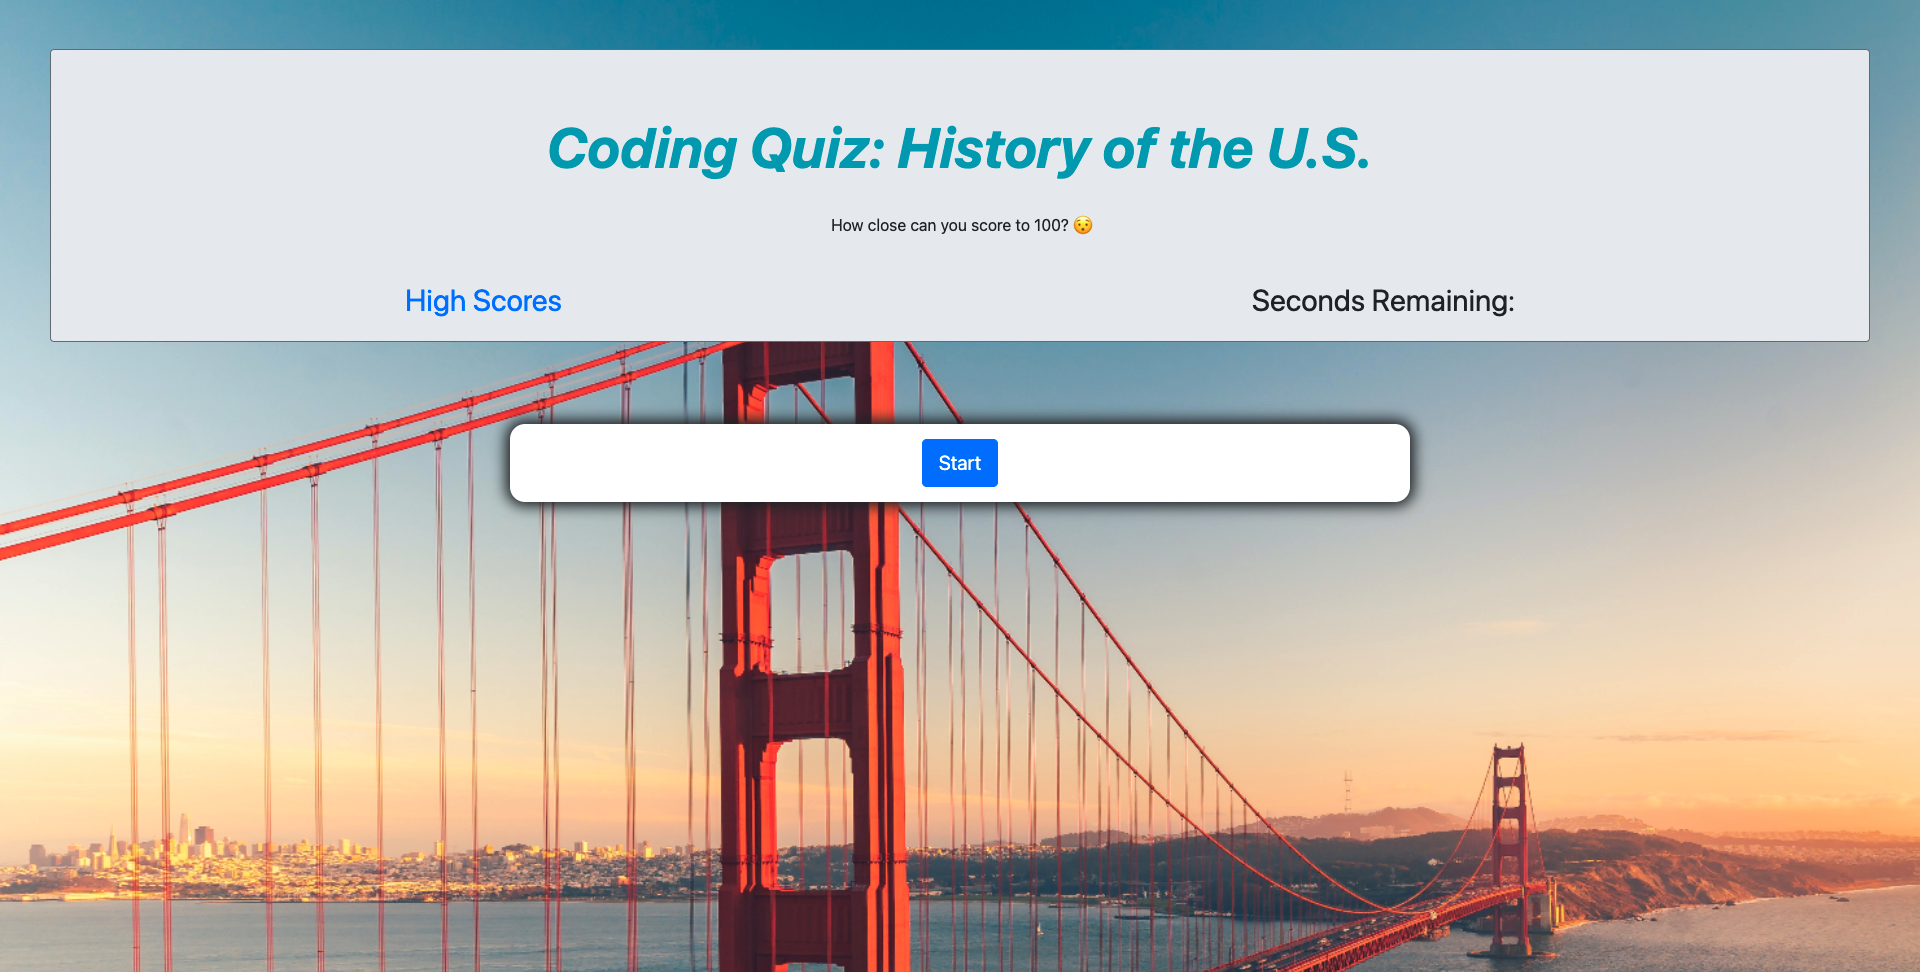 Coding Quiz: History of the U.S.
How close can you score to 100? 😯
High Scores
Seconds Remaining:
Start